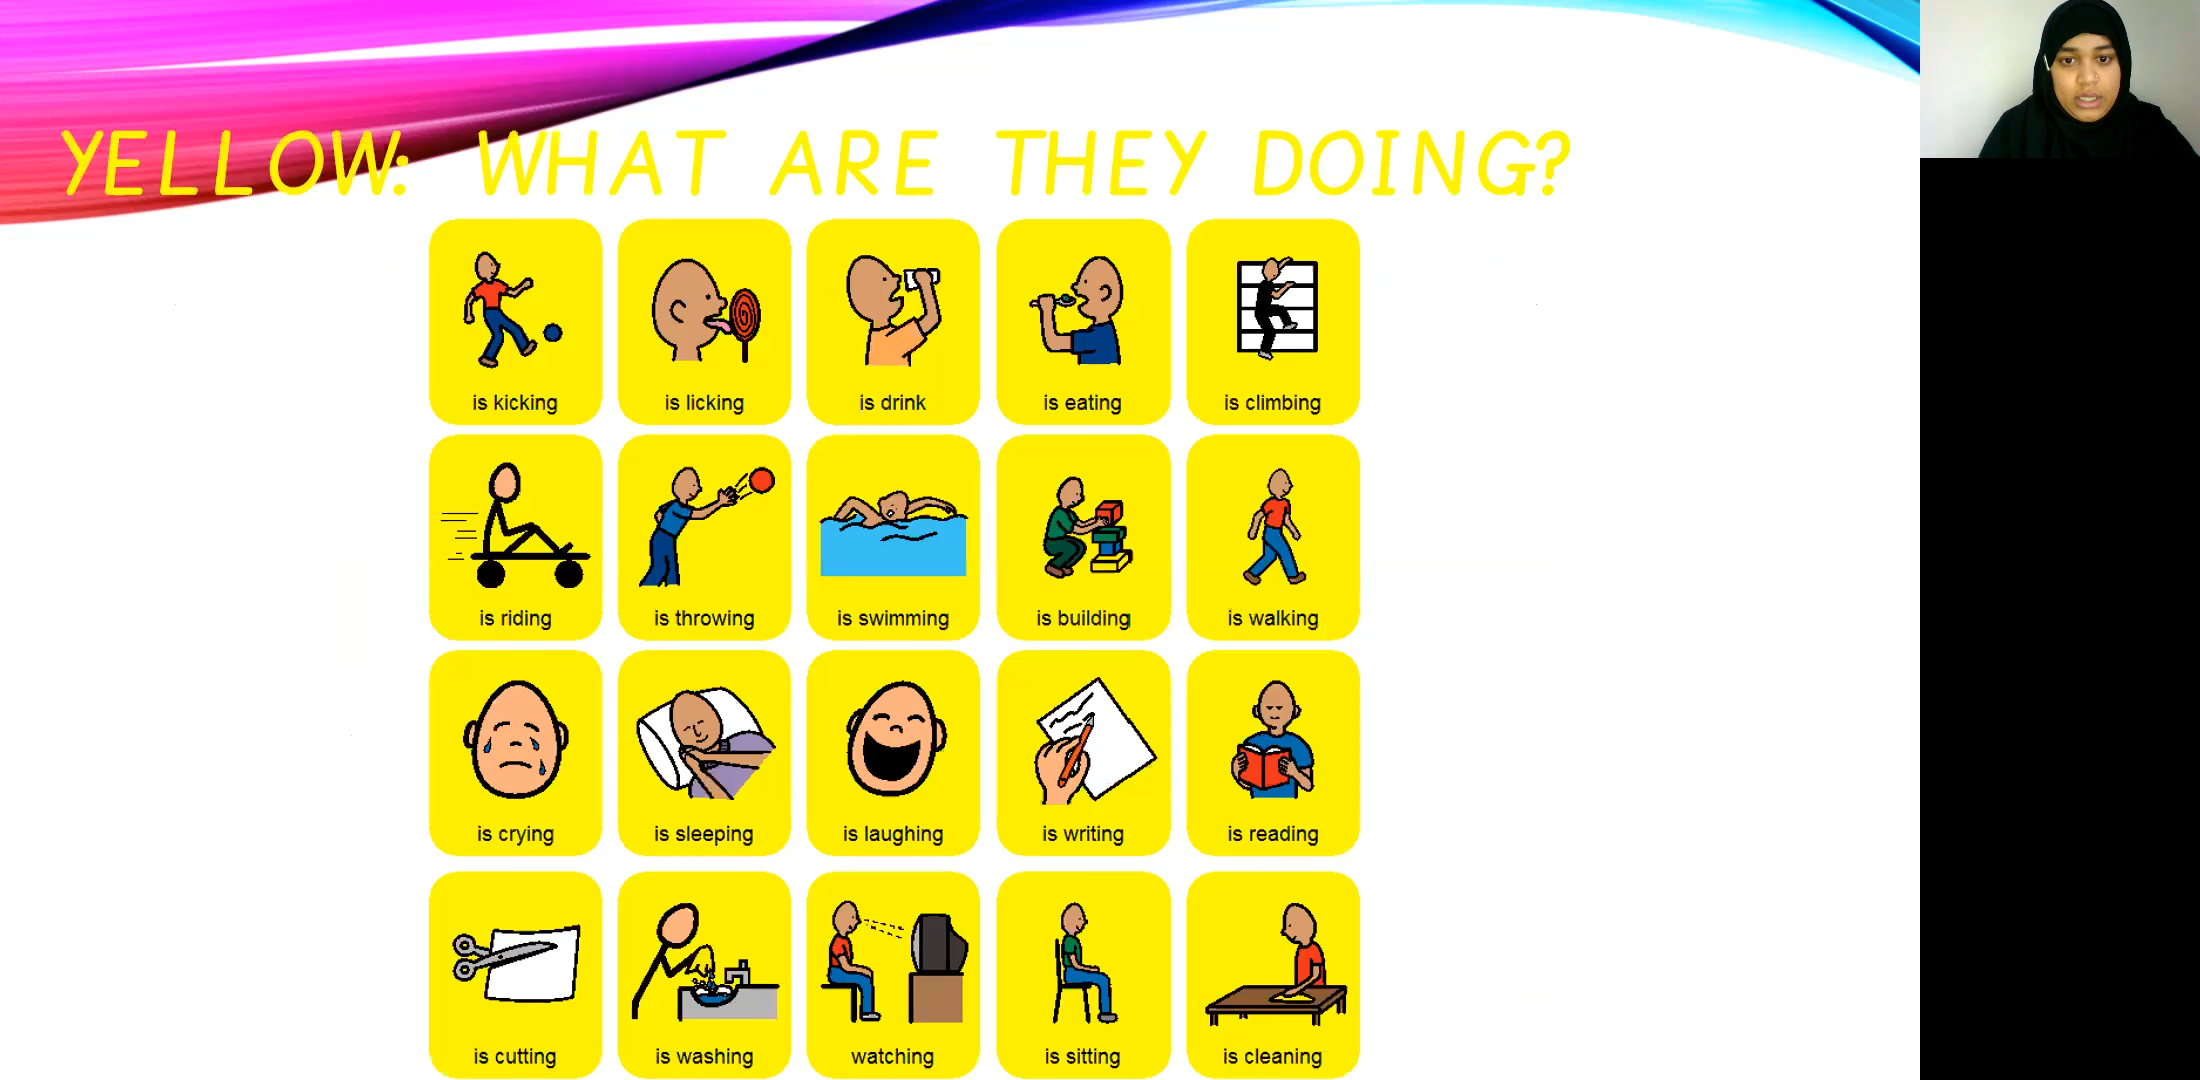 YELLOW: WHAT ARE THEY DOING?
is kicking
is licking
is drink
is eating
is climbing
is riding
is throwing
is swimming
is building
is walking
is crying
is sleeping
is laughing
is writing
is reading
is cutting
is washing
watching
is sitting
is cleaning